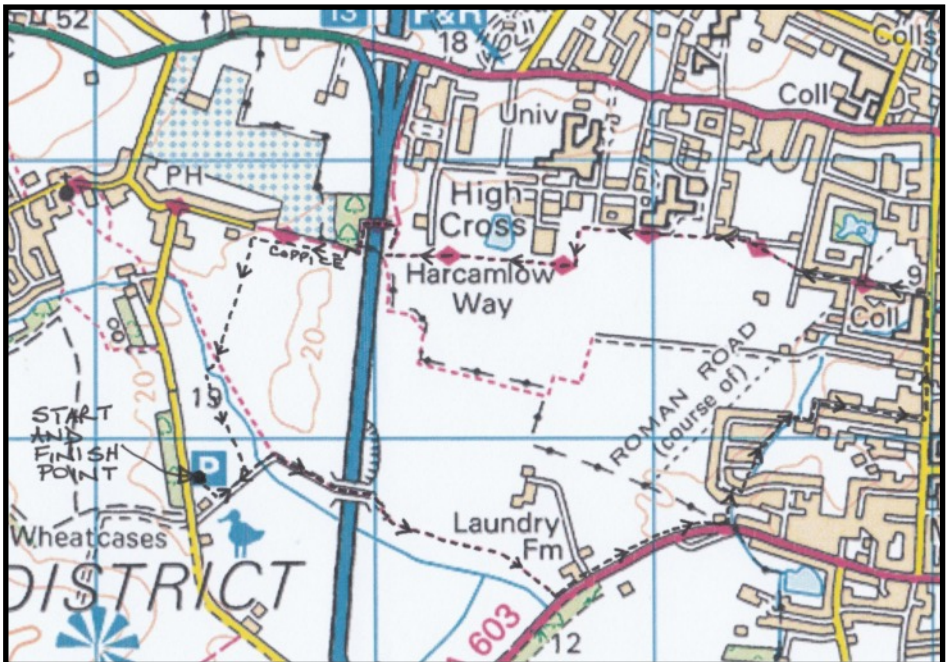 52
13
P&R
18
Colls
Univ
Coll
PH
High
Cross
COPPICE
Harcamlow
Way
9
Coll
20
20
19
ROMAN ROAD
(course of)
START
AND
FINISH
POINT
P
Wheatcases
Laundry
Fm
DISTRICT
A 603
12